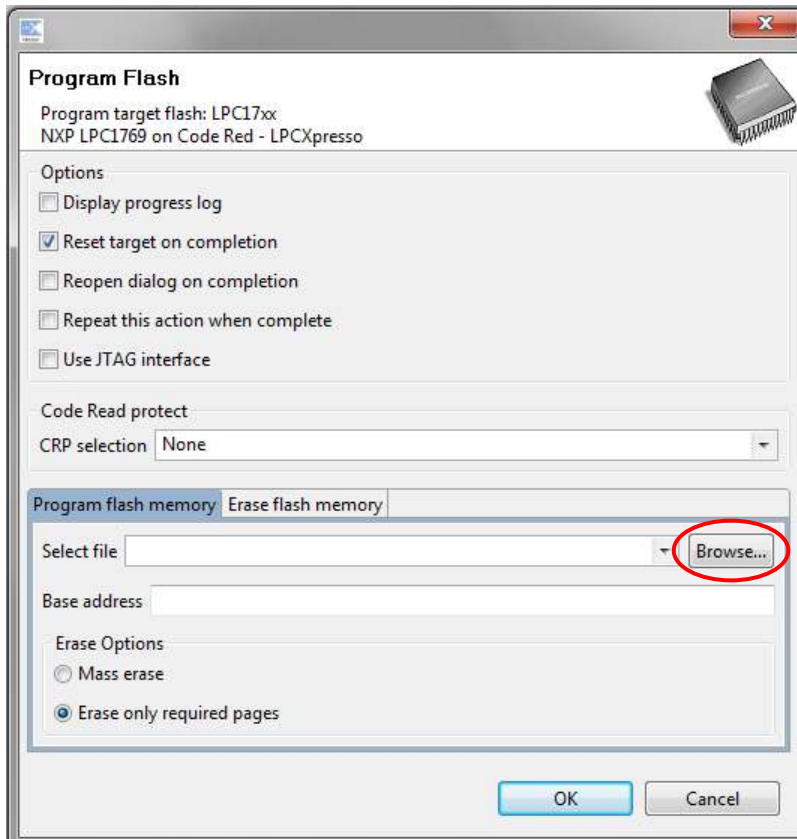 Program Flash
Program target flash: LPC17xx
NXP LPC1769 on Code Red - LPCXpresso
Options
Display progress log
Reset target on completion
Reopen dialog on completion
Repeat this action when complete
Use JTAG interface
Code Read protect
CRP selection None
Program flash memory Erase flash memory
Select file Browse...
Base address
Erase Options
Mass erase
Erase only required pages
OK Cancel